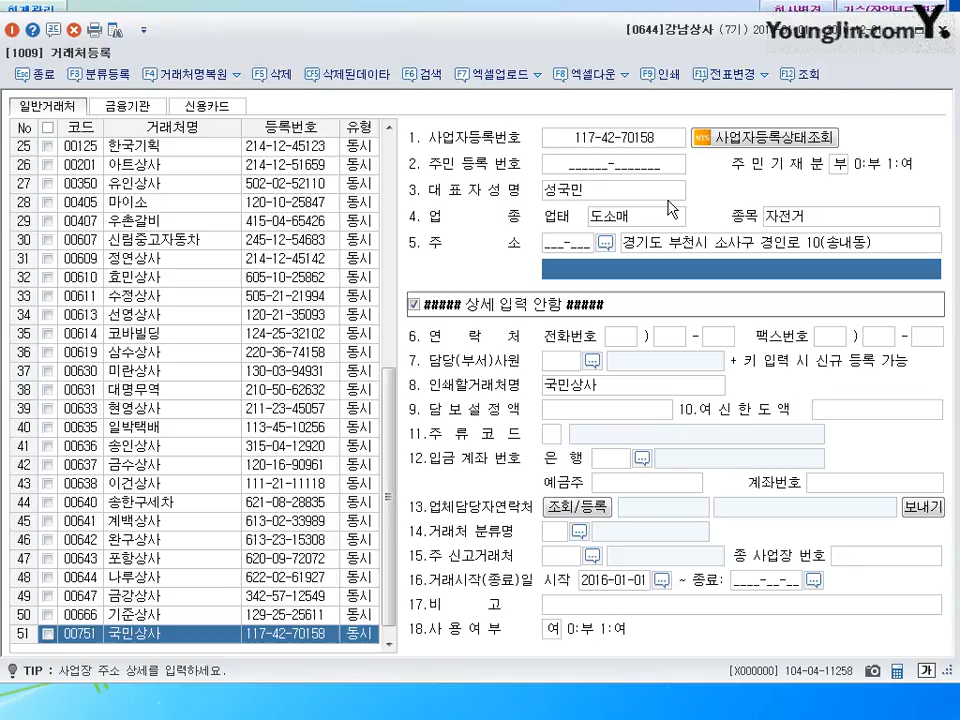 회계관리 회사변경
Younglin.com Y.
[0644]강남상사 (7기)
[1009] 거래처등록
Esc 종료 F3 분류등록 F4 거래처명복원 F5 삭제 CF5 삭제된데이타 F6 검색 F7 엑셀업로드 F8 엑셀다운 F9 인쇄 F11 전표변경 F12 조회
일반거래처 금융기관 신용카드
No 코드 거래처명 등록번호 유형
25 00125 한국기획 214-12-45123 동시
26 00201 아트상사 214-12-51659 동시
27 00350 유인상사 502-02-52110 동시
28 00405 마이소 120-10-25847 동시
29 00407 우촌갈비 415-04-65426 동시
30 00607 신림중고자동차 245-12-54683 동시
31 00609 정연상사 214-12-45142 동시
32 00610 효민상사 605-10-25862 동시
33 00611 수정상사 505-21-21994 동시
34 00613 선영상사 120-21-35093 동시
35 00614 코바빌딩 124-25-32102 동시
36 00619 삼수상사 220-36-74158 동시
37 00630 미란상사 130-03-94931 동시
38 00631 대명무역 210-50-62632 동시
39 00633 현영상사 211-23-45057 동시
40 00635 일박택배 113-45-10256 동시
41 00636 송인상사 315-04-12920 동시
42 00637 금수상사 120-16-90961 동시
43 00638 이건상사 111-21-11118 동시
44 00640 송한구세차 621-08-28835 동시
45 00641 계백상사 613-02-33989 동시
46 00642 완구상사 613-23-15308 동시
47 00643 포항상사 620-09-72072 동시
48 00644 나루상사 622-02-61927 동시
49 00647 금강상사 342-57-12549 동시
50 00666 기준상사 129-25-25611 동시
51 00751 국민상사 117-42-70158 동시
1. 사업자등록번호 117-42-70158 NTS 사업자등록상태조회
2. 주민 등록 번호 ______-_______ 주 민 기 재 분 부 0:부 1:여
3. 대 표 자 성 명 성국민
4. 업 종 업태 도소매 종목 자전거
5. 주 소 ___-___ 경기도 부천시 소사구 경인로 10(송내동)
##### 상세 입력 안함 #####
6. 연 락 처 전화번호 ) - 팩스번호 ) -
7. 담당(부서)사원 + 키 입력 시 신규 등록 가능
8. 인쇄할거래처명 국민상사
9. 담 보 설 정 액 10.여 신 한 도 액
11.주 류 코 드
12.입금 계좌 번호 은 행
예금주 계좌번호
13.업체담당자연락처 조회/등록 보내기
14.거래처 분류명
15.주 신고거래처 종 사업장 번호
16.거래시작(종료)일 시작 2016-01-01 ~ 종료: ____-__-__
17.비 고
18.사 용 여 부 여 0:부 1:여
TIP : 사업장 주소 상세를 입력하세요. [X000000] 104-04-11258 가